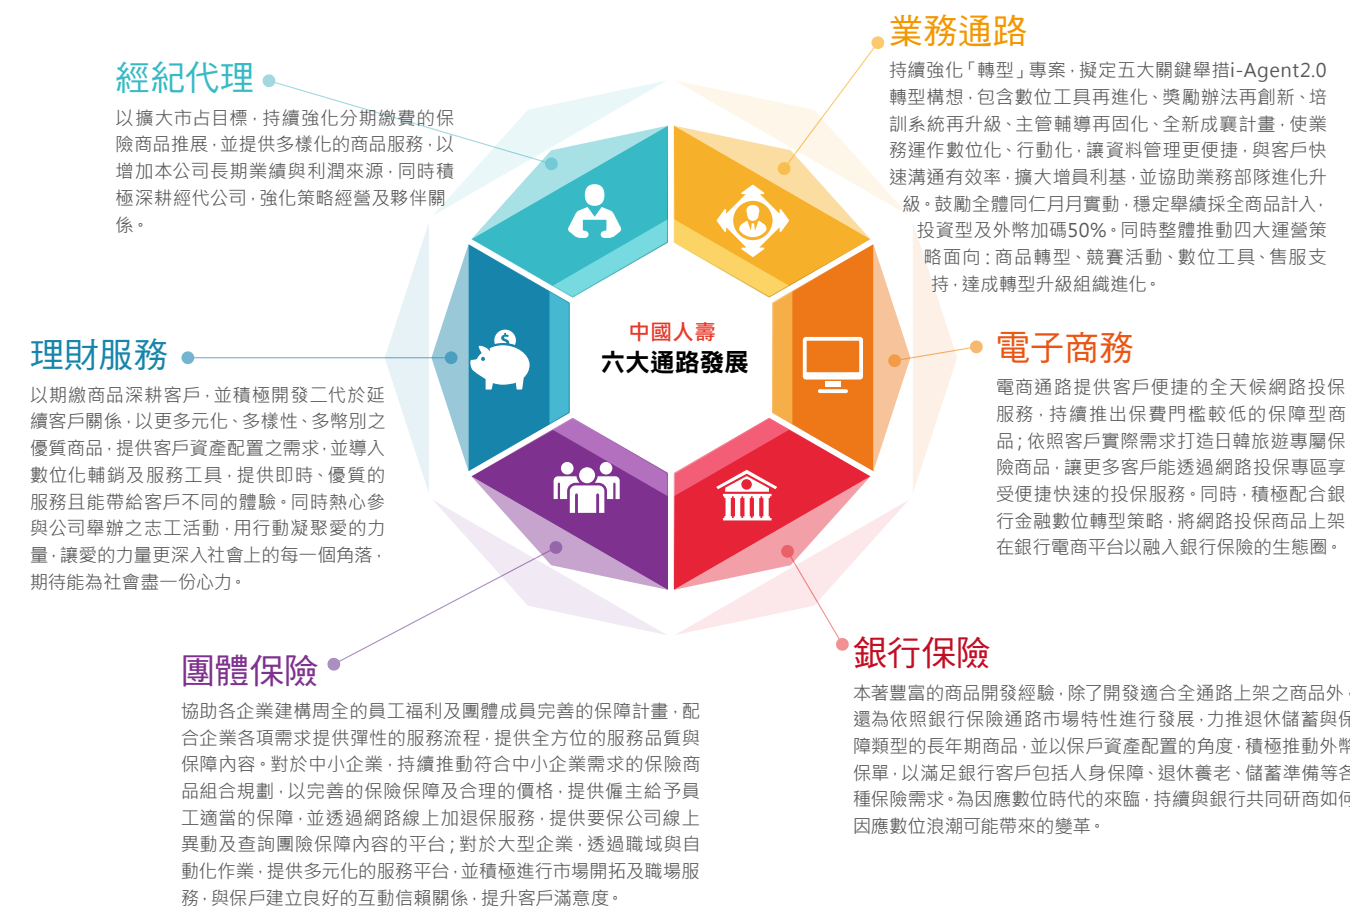 經紀代理
以擴大市占目標，持續強化分期繳費的保
險商品推展，並提供多樣化的商品服務，以
增加本公司長期業績與利潤來源，同時積
極深耕經代公司，強化策略經營及夥伴關
係。
業務通路
持續強化「轉型」專案，擬定五大關鍵舉措i-Agent2.0
轉型構想，包含數位工具再進化、獎勵辦法再創新、培
訓系統再升級、主管輔導再固化、全新成襄計畫，使業
務運作數位化、行動化，讓資料管理更便捷，與客戶快
速溝通有效率，擴大增員利基，並協助業務部隊進化升
級。鼓勵全體同仁月月實動，穩定舉績採全商品計入，
投資型及外幣加碼50%。同時整體推動四大運營策
略面向：商品轉型、競賽活動、數位工具、售服支
持，達成轉型升級組織進化。
中國人壽
六大通路發展
理財服務
以期繳商品深耕客戶，並積極開發二代於延
續客戶關係，以更多元化、多樣性、多幣別之
優質商品，提供客戶資產配置之需求，並導入
數位化輔銷及服務工具，提供即時、優質的
服務且能帶給客戶不同的體驗。同時熱心參
與公司舉辦之志工活動，用行動凝聚愛的力
量，讓愛的力量更深入社會上的每一個角落，
期待能為社會盡一份心力。
電子商務
電商通路提供客戶便捷的全天候網路投保
服務，持續推出保費門檻較低的保障型商
品；依照客戶實際需求打造日韓旅遊專屬保
險商品，讓更多客戶能透過網路投保專區享
受便捷快速的投保服務。同時，積極配合銀
行金融數位轉型策略，將網路投保商品上架
在銀行電商平台以融入銀行保險的生態圈。
團體保險
協助各企業建構周全的員工福利及團體成員完善的保障計畫，配
合企業各項需求提供彈性的服務流程，提供全方位的服務品質與
保障內容。對於中小企業，持續推動符合中小企業需求的保險商
品組合規劃，以完善的保險保障及合理的價格，提供僱主給予員
工適當的保障，並透過網路線上加退保服務，提供要保公司線上
異動及查詢團險保障內容的平台；對於大型企業，透過職域與自
動化作業，提供多元化的服務平台，並積極進行市場開拓及職場服
務，與保戶建立良好的互動信賴關係，提升客戶滿意度。
銀行保險
本著豐富的商品開發經驗，除了開發適合全通路上架之商品外，
還為依照銀行保險通路市場特性進行發展，力推退休儲蓄與保
障類型的長年期商品，並以保戶資產配置的角度，積極推動外幣
保單，以滿足銀行客戶包括人身保障、退休養老、儲蓄準備等各
種保險需求。為因應數位時代的來臨，持續與銀行共同研商如何
因應數位浪潮可能帶來的變革。